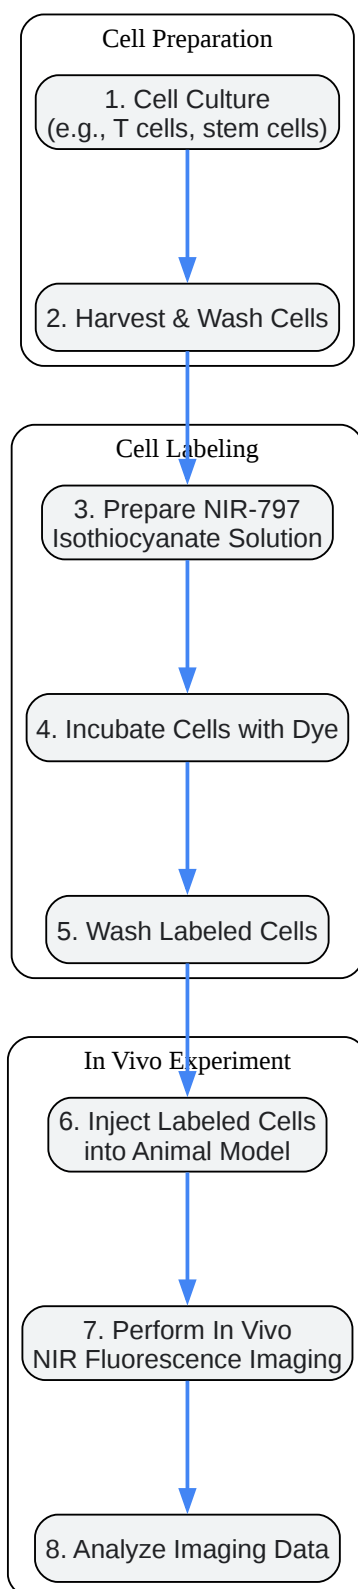 Cell Preparation
1. Cell Culture
(e.g., T cells, stem cells)
2. Harvest & Wash Cells
Cell Labeling
3. Prepare NIR-797
Isothiocyanate Solution
4. Incubate Cells with Dye
5. Wash Labeled Cells
In Vivo Experiment
6. Inject Labeled Cells
into Animal Model
7. Perform In Vivo
NIR Fluorescence Imaging
8. Analyze Imaging Data